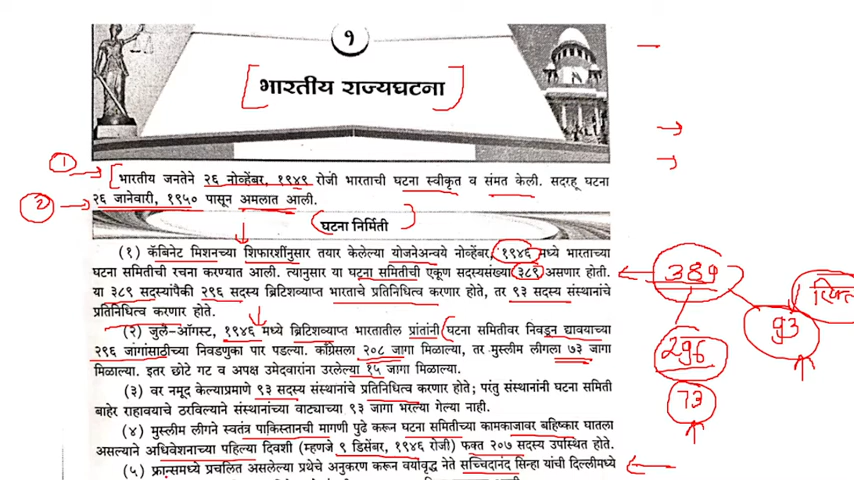 १
भारतीय राज्यघटना
१
भारतीय जनतेने २६ नोव्हेंबर, १९४९ रोजी भारताची घटना स्वीकृत व संमत केली. सदरहू घटना
२
२६ जानेवारी, १९५० पासून अमलात आली.
घटना निर्मिती
(१) कॅबिनेट मिशनच्या शिफारशींनुसार तयार केलेल्या योजनेअन्वये नोव्हेंबर, १९४६ मध्ये भारताच्या
घटना समितीची रचना करण्यात आली. त्यानुसार या घटना समितीची एकूण सदस्यसंख्या ३८९ असणार होती.
या ३८९ सदस्यांपैकी २९६ सदस्य ब्रिटिशव्याप्त भारताचे प्रतिनिधित्व करणार होते, तर ९३ सदस्य संस्थानांचे
प्रतिनिधित्व करणार होते.
389
93
रिक्त
296
73
(२) जुलै-ऑगस्ट, १९४६ मध्ये ब्रिटिशव्याप्त भारतातील प्रांतांनी घटना समितीवर निवडून द्यावयाच्या
२९६ जागांसाठीच्या निवडणुका पार पडल्या. काँग्रेसला २०८ जागा मिळाल्या, तर मुस्लीम लीगला ७३ जागा
मिळाल्या. इतर छोटे गट व अपक्ष उमेदवारांना उरलेल्या १५ जागा मिळाल्या.
(३) वर नमूद केल्याप्रमाणे ९३ सदस्य संस्थानांचे प्रतिनिधित्व करणार होते; परंतु संस्थानांनी घटना समिती
बाहेर राहावयाचे ठरविल्याने संस्थानांच्या वाट्याच्या ९३ जागा भरल्या गेल्या नाही.
(४) मुस्लीम लीगने स्वतंत्र पाकिस्तानची मागणी पुढे करून घटना समितीच्या कामकाजावर बहिष्कार घातला
असल्याने अधिवेशनाच्या पहिल्या दिवशी (म्हणजे ९ डिसेंबर, १९४६ रोजी) फक्त २०७ सदस्य उपस्थित होते.
(५) फ्रान्समध्ये प्रचलित असलेल्या प्रथेचे अनुकरण करून वयोवृद्ध नेते सच्चिदानंद सिन्हा यांची दिल्लीमध्ये